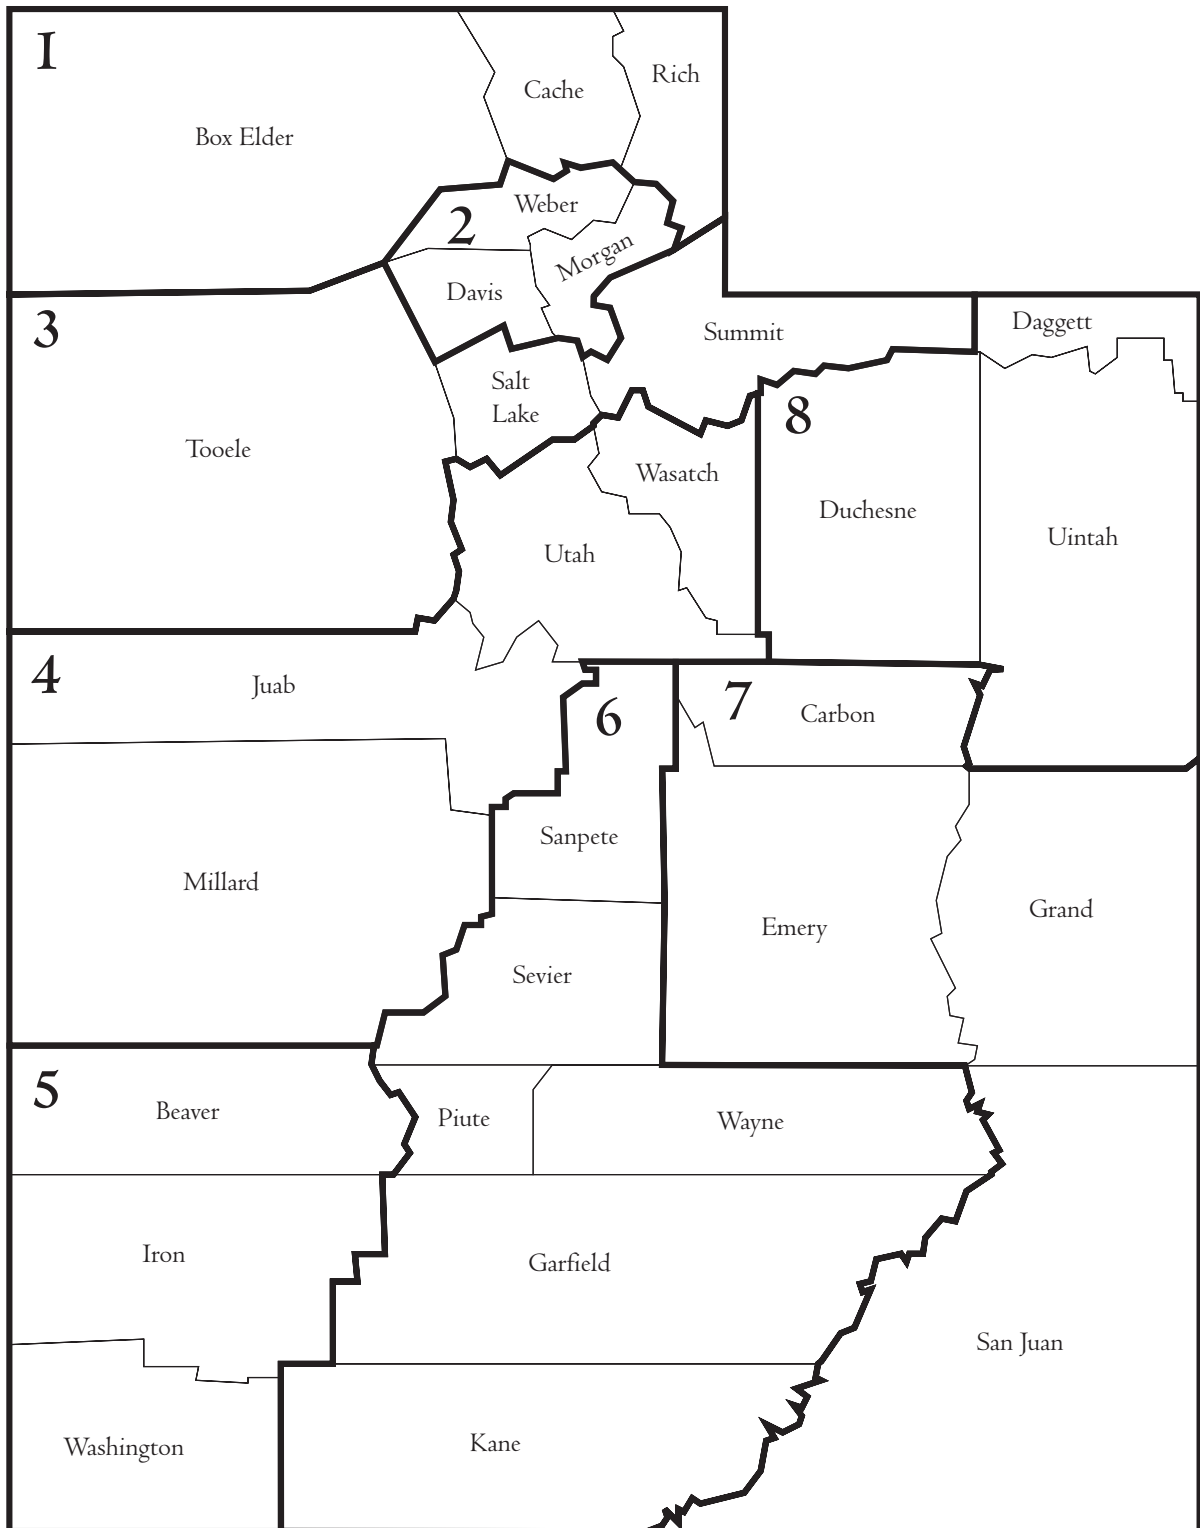 1
Rich
Cache
Box Elder
Weber
2
Morgan
Davis
3
Daggett
Summit
Salt
Lake
8
Tooele
Wasatch
Duchesne
Uintah
Utah
4
Juab
6
7
Carbon
Sanpete
Millard
Emery
Grand
Sevier
5
Beaver
Piute
Wayne
Iron
Garfield
San Juan
Washington
Kane